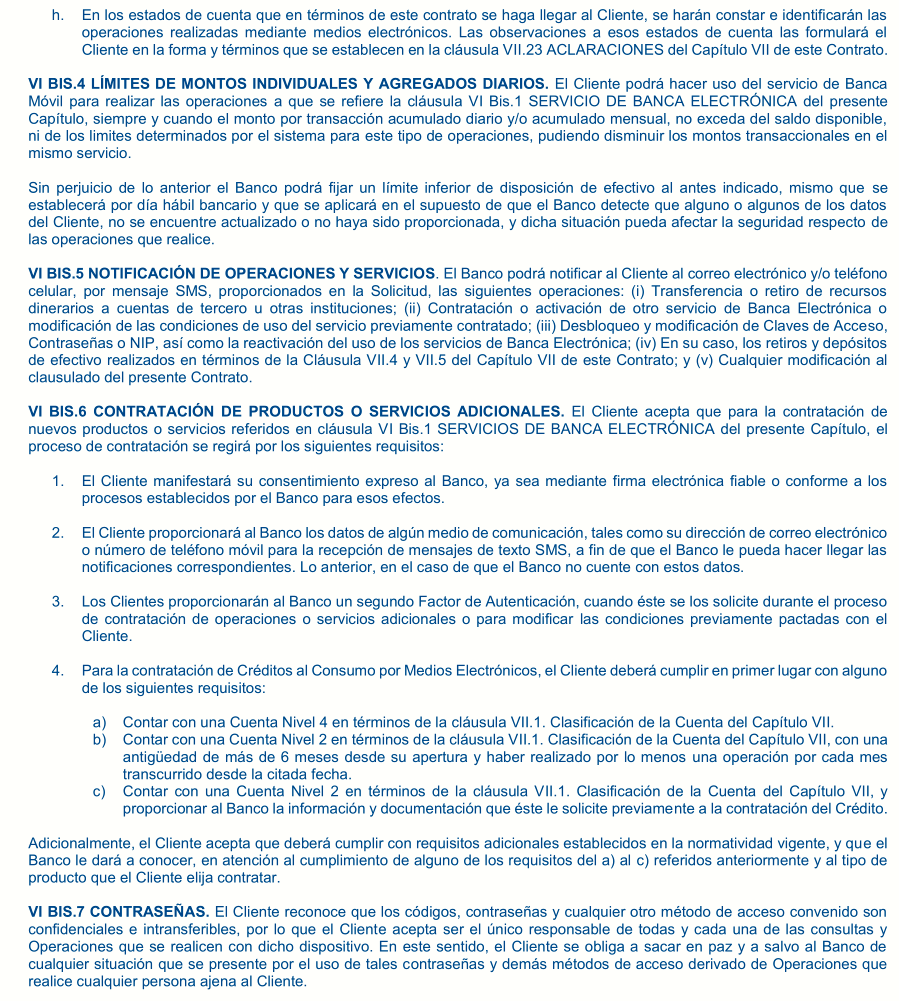 h. En los estados de cuenta que en términos de este contrato se haga llegar al Cliente, se harán constar e identificarán las
operaciones realizadas mediante medios electrónicos. Las observaciones a esos estados de cuenta las formulará el
Cliente en la forma y términos que se establecen en la cláusula VII.23 ACLARACIONES del Capítulo VII de este Contrato.
VI BIS.4 LÍMITES DE MONTOS INDIVIDUALES Y AGREGADOS DIARIOS. El Cliente podrá hacer uso del servicio de Banca
Móvil para realizar las operaciones a que se refiere la cláusula VI Bis.1 SERVICIO DE BANCA ELECTRÓNICA del presente
Capítulo, siempre y cuando el monto por transacción acumulado diario y/o acumulado mensual, no exceda del saldo disponible,
ni de los limites determinados por el sistema para este tipo de operaciones, pudiendo disminuir los montos transaccionales en el
mismo servicio.
Sin perjuicio de lo anterior el Banco podrá fijar un límite inferior de disposición de efectivo al antes indicado, mismo que se
establecerá por día hábil bancario y que se aplicará en el supuesto de que el Banco detecte que alguno o algunos de los datos
del Cliente, no se encuentre actualizado o no haya sido proporcionada, y dicha situación pueda afectar la seguridad respecto de
las operaciones que realice.
VI BIS.5 NOTIFICACIÓN DE OPERACIONES Y SERVICIOS. El Banco podrá notificar al Cliente al correo electrónico y/o teléfono
celular, por mensaje SMS, proporcionados en la Solicitud, las siguientes operaciones: (i) Transferencia o retiro de recursos
dinerarios a cuentas de tercero u otras instituciones; (ii) Contratación o activación de otro servicio de Banca Electrónica o
modificación de las condiciones de uso del servicio previamente contratado; (iii) Desbloqueo y modificación de Claves de Acceso,
Contraseñas o NIP, así como la reactivación del uso de los servicios de Banca Electrónica; (iv) En su caso, los retiros y depósitos
de efectivo realizados en términos de la Cláusula VII.4 y VII.5 del Capítulo VII de este Contrato; y (v) Cualquier modificación al
clausulado del presente Contrato.
VI BIS.6 CONTRATACIÓN DE PRODUCTOS O SERVICIOS ADICIONALES. El Cliente acepta que para la contratación de
nuevos productos o servicios referidos en cláusula VI Bis.1 SERVICIOS DE BANCA ELECTRÓNICA del presente Capítulo, el
proceso de contratación se regirá por los siguientes requisitos:
1. El Cliente manifestará su consentimiento expreso al Banco, ya sea mediante firma electrónica fiable o conforme a los
procesos establecidos por el Banco para esos efectos.
2. El Cliente proporcionará al Banco los datos de algún medio de comunicación, tales como su dirección de correo electrónico
o número de teléfono móvil para la recepción de mensajes de texto SMS, a fin de que el Banco le pueda hacer llegar las
notificaciones correspondientes. Lo anterior, en el caso de que el Banco no cuente con estos datos.
3. Los Clientes proporcionarán al Banco un segundo Factor de Autenticación, cuando éste se los solicite durante el proceso
de contratación de operaciones o servicios adicionales o para modificar las condiciones previamente pactadas con el
Cliente.
4. Para la contratación de Créditos al Consumo por Medios Electrónicos, el Cliente deberá cumplir en primer lugar con alguno
de los siguientes requisitos:
a) Contar con una Cuenta Nivel 4 en términos de la cláusula VII.1. Clasificación de la Cuenta del Capítulo VII.
b) Contar con una Cuenta Nivel 2 en términos de la cláusula VII.1. Clasificación de la Cuenta del Capítulo VII, con una
antigüedad de más de 6 meses desde su apertura y haber realizado por lo menos una operación por cada mes
transcurrido desde la citada fecha.
c) Contar con una Cuenta Nivel 2 en términos de la cláusula VII.1. Clasificación de la Cuenta del Capítulo VII, y
proporcionar al Banco la información y documentación que éste le solicite previamente a la contratación del Crédito.
Adicionalmente, el Cliente acepta que deberá cumplir con requisitos adicionales establecidos en la normatividad vigente, y que el
Banco le dará a conocer, en atención al cumplimiento de alguno de los requisitos del a) al c) referidos anteriormente y al tipo de
producto que el Cliente elija contratar.
VI BIS.7 CONTRASEÑAS. El Cliente reconoce que los códigos, contraseñas y cualquier otro método de acceso convenido son
confidenciales e intransferibles, por lo que el Cliente acepta ser el único responsable de todas y cada una de las consultas y
Operaciones que se realicen con dicho dispositivo. En este sentido, el Cliente se obliga a sacar en paz y a salvo al Banco de
cualquier situación que se presente por el uso de tales contraseñas y demás métodos de acceso derivado de Operaciones que
realice cualquier persona ajena al Cliente.